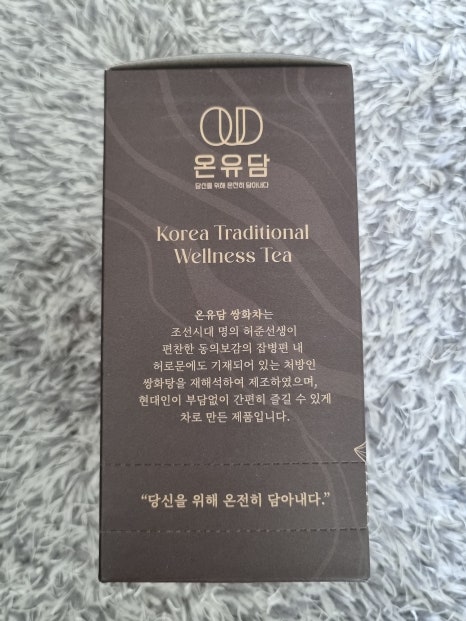 OUD
온유담
당신을 위해 온전히 담아내다
Korea Traditional
Wellness Tea
온유담 쌍화차는
조선시대 명의 허준선생이
편찬한 동의보감의 잡병편 내
허로문에도 기재되어 있는 처방인
쌍화탕을 재해석하여 제조하였으며,
현대인이 부담없이 간편히 즐길 수 있게
차로 만든 제품입니다.
“당신을 위해 온전히 담아내다.”